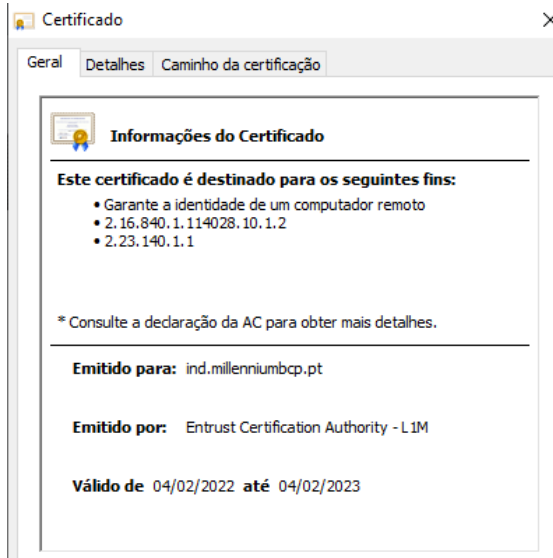 Certificado
Geral Detalhes Caminho da certificação
Informações do Certificado
Este certificado é destinado para os seguintes fins:
• Garante a identidade de um computador remoto
• 2.16.840.1.114028.10.1.2
• 2.23.140.1.1
* Consulte a declaração da AC para obter mais detalhes.
Emitido para: ind.millenniumbcp.pt
Emitido por: Entrust Certification Authority - L1M
Válido de 04/02/2022 até 04/02/2023